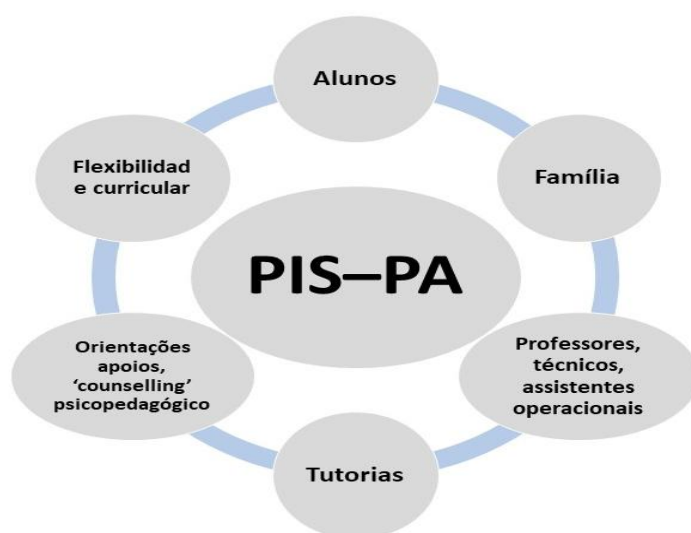 Alunos
Família
Professores,
técnicos,
assistentes
operacionais
Tutorias
Orientações
apoios,
‘counselling’
psicopedagógico
Flexibilidad
e curricular
PIS–PA